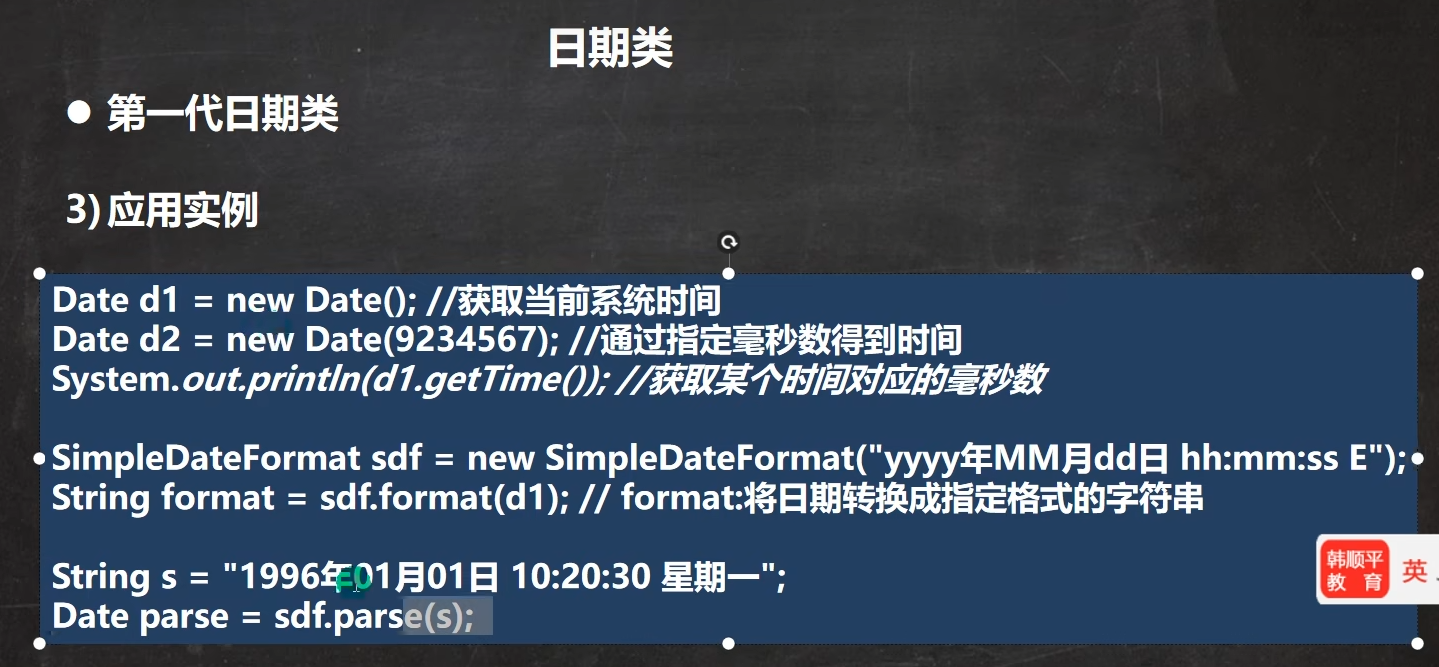 日期类
● 第一代日期类
3) 应用实例
Date d1 = new Date(); //获取当前系统时间
Date d2 = new Date(9234567); //通过指定毫秒数得到时间
System.out.println(d1.getTime()); //获取某个时间对应的毫秒数
SimpleDateFormat sdf = new SimpleDateFormat("yyyy年MM月dd日 hh:mm:ss E");
String format = sdf.format(d1); // format:将日期转换成指定格式的字符串
String s = "1996年01月01日 10:20:30 星期一";
Date parse = sdf.parse(s);
韩顺平
教 育
英